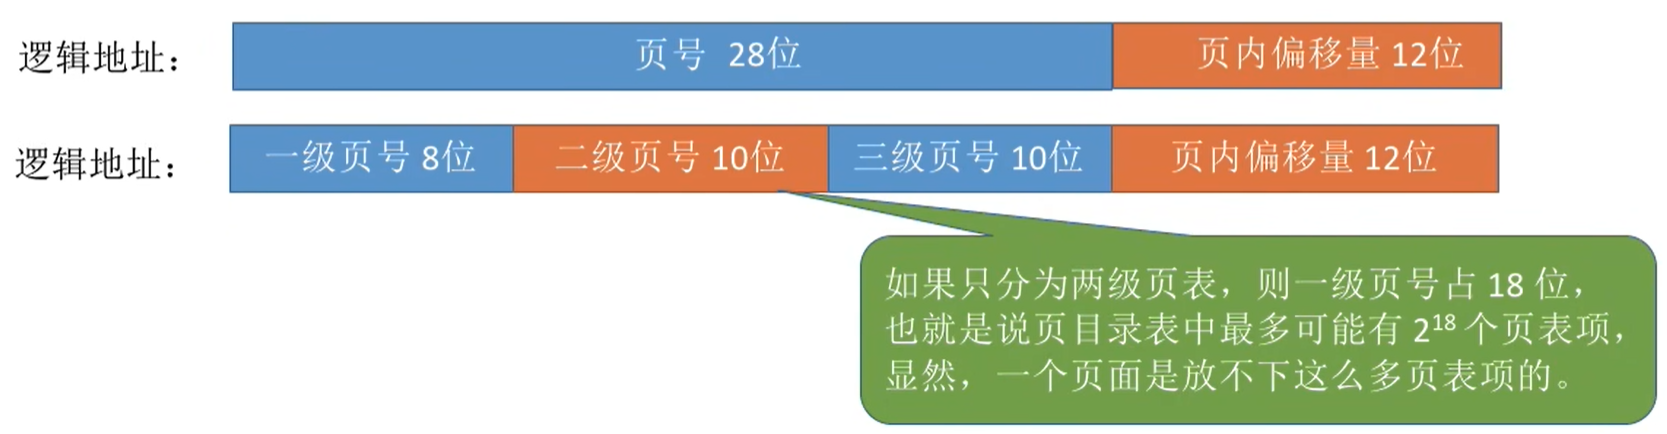 逻辑地址： 页号 28位 页内偏移量 12位
逻辑地址： 一级页号 8位 二级页号 10位 三级页号 10位 页内偏移量 12位
如果只分为两级页表，则一级页号占 18 位，
也就是说页目录表中最多可能有 2¹⁸ 个页表项，
显然，一个页面是放不下这么多页表项的。